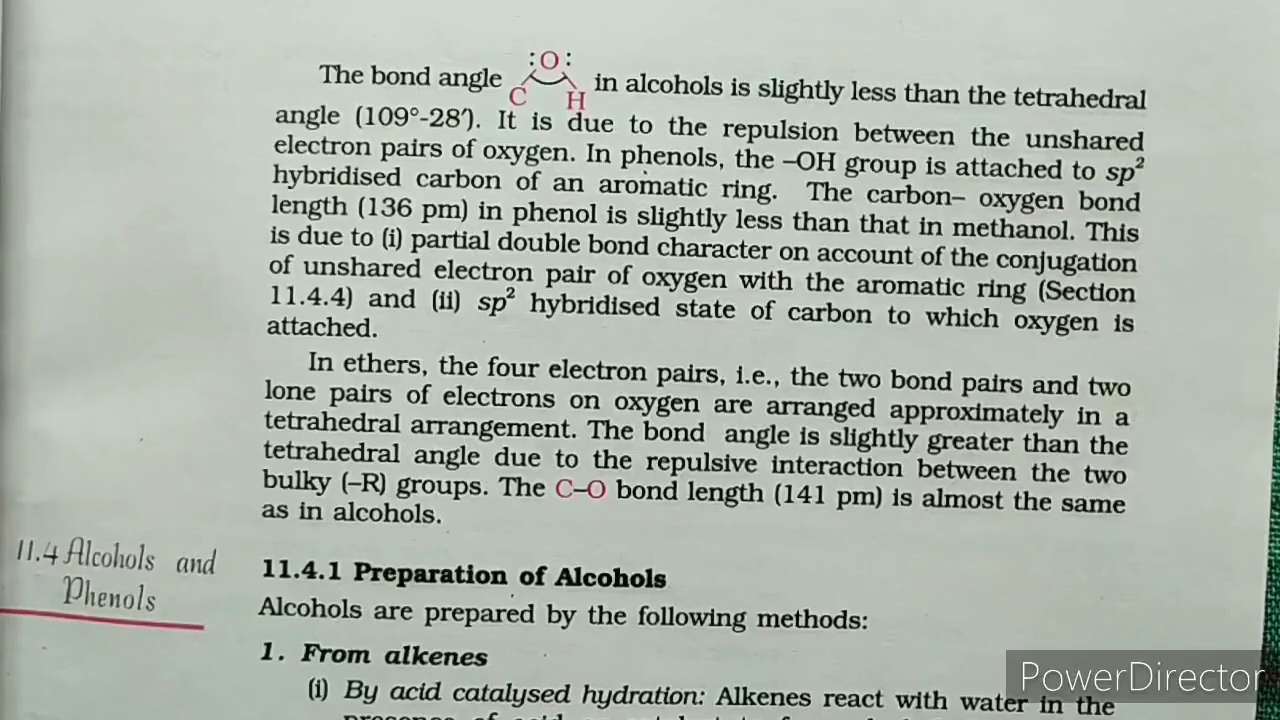 :O:
The bond angle C H in alcohols is slightly less than the tetrahedral
angle (109°-28′). It is due to the repulsion between the unshared
electron pairs of oxygen. In phenols, the –OH group is attached to sp²
hybridised carbon of an aromatic ring. The carbon– oxygen bond
length (136 pm) in phenol is slightly less than that in methanol. This
is due to (i) partial double bond character on account of the conjugation
of unshared electron pair of oxygen with the aromatic ring (Section
11.4.4) and (ii) sp² hybridised state of carbon to which oxygen is
attached.
In ethers, the four electron pairs, i.e., the two bond pairs and two
lone pairs of electrons on oxygen are arranged approximately in a
tetrahedral arrangement. The bond angle is slightly greater than the
tetrahedral angle due to the repulsive interaction between the two
bulky (–R) groups. The C–O bond length (141 pm) is almost the same
as in alcohols.
11.4 Alcohols and
Phenols
11.4.1 Preparation of Alcohols
Alcohols are prepared by the following methods:
1. From alkenes
(i) By acid catalysed hydration: Alkenes react with water in the
PowerDirector